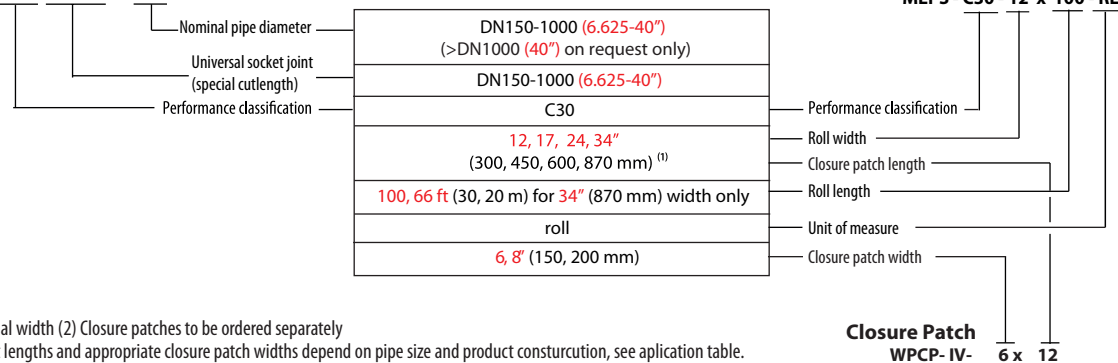 MEPS - C30 - 12 x 100 - RL
Nominal pipe diameter
DN150-1000 (6.625-40”)
(>DN1000 (40”) on request only)
Universal socket joint
(special cutlength)
DN150-1000 (6.625-40”)
Performance classification
C30
Performance classification
12, 17, 24, 34”
(300, 450, 600, 870 mm) (1)
Roll width
Closure patch length
100, 66 ft (30, 20 m) for 34” (870 mm) width only
Roll length
roll
Unit of measure
6, 8” (150, 200 mm)
Closure patch width
al width (2) Closure patches to be ordered separately
lengths and appropriate closure patch widths depend on pipe size and product consturcution, see aplication table.
Closure Patch
WPCP- IV- 6 x 12